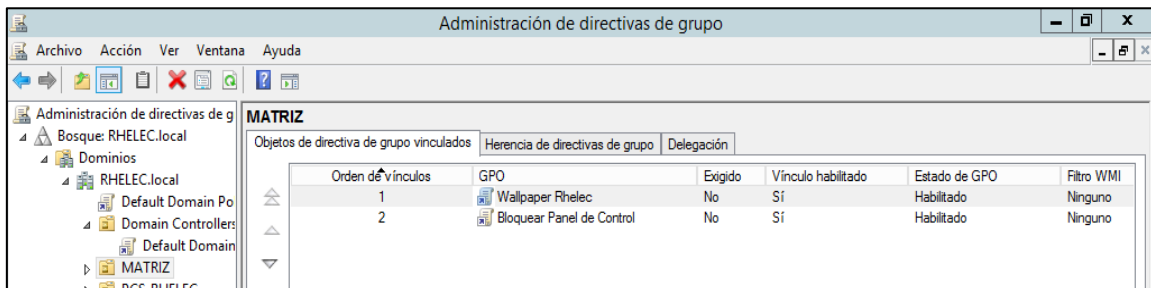 Administración de directivas de grupo
Archivo Acción Ver Ventana Ayuda
Administración de directivas de g
Bosque: RHELEC.local
Dominios
RHELEC.local
Default Domain Po
Domain Controllers
Default Domain
MATRIZ
MATRIZ
Objetos de directiva de grupo vinculados Herencia de directivas de grupo Delegación
Orden de vínculos GPO Exigido Vínculo habilitado Estado de GPO Filtro WMI
1 Wallpaper Rhelec No Sí Habilitado Ninguno
2 Bloquear Panel de Control No Sí Habilitado Ninguno